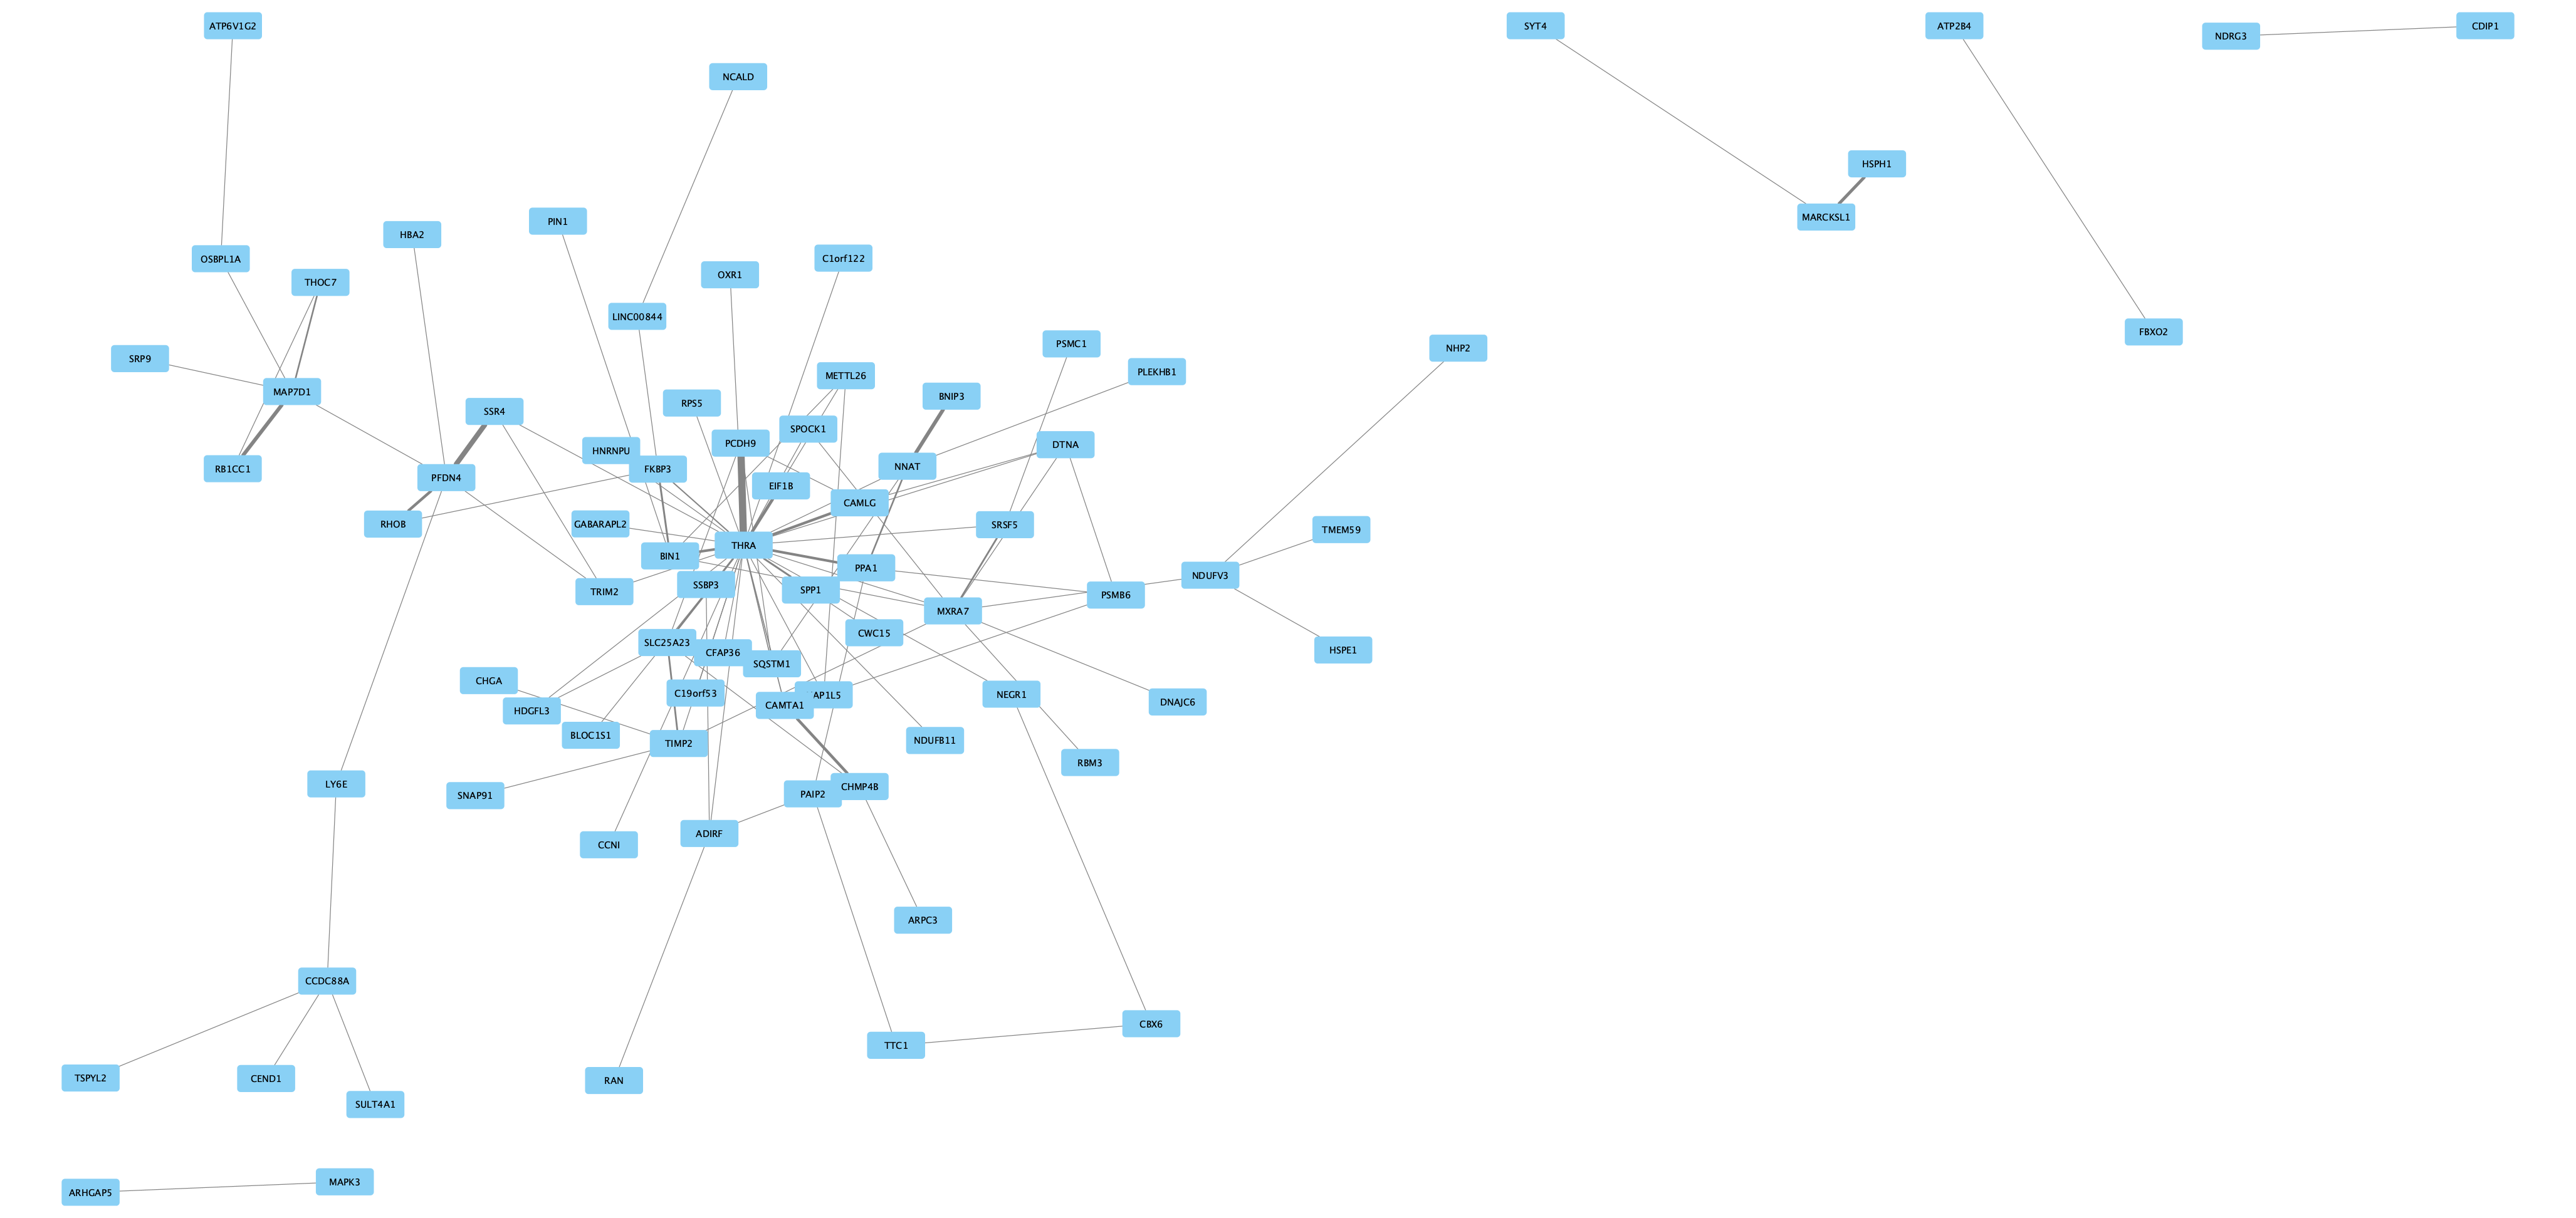 ATP6V1G2
SYT4
ATP2B4
CDIP1
NDRG3
NCALD
HSPH1
MARCKSL1
PIN1
HBA2
OSBPL1A
C1orf122
OXR1
THOC7
LINC00844
FBXO2
PSMC1
NHP2
SRP9
PLEKHB1
METTL26
MAP7D1
BNIP3
RPS5
SSR4
SPOCK1
PCDH9
DTNA
HNRNPU
NNAT
RB1CC1
FKBP3
PFDN4
EIF1B
CAMLG
RHOB
GABARAPL2
SRSF5
TMEM59
THRA
BIN1
PPA1
NDUFV3
SSBP3
SPP1
TRIM2
PSMB6
MXRA7
CWC15
SLC25A23
HSPE1
CFAP36
SQSTM1
CHGA
C19orf53
AP1L5
NEGR1
DNAJC6
CAMTA1
HDGFL3
BLOC1S1
NDUFB11
TIMP2
RBM3
LY6E
CHMP4B
PAIP2
SNAP91
ADIRF
CCNI
ARPC3
CCDC88A
CBX6
TTC1
TSPYL2
CEND1
RAN
SULT4A1
MAPK3
ARHGAP5